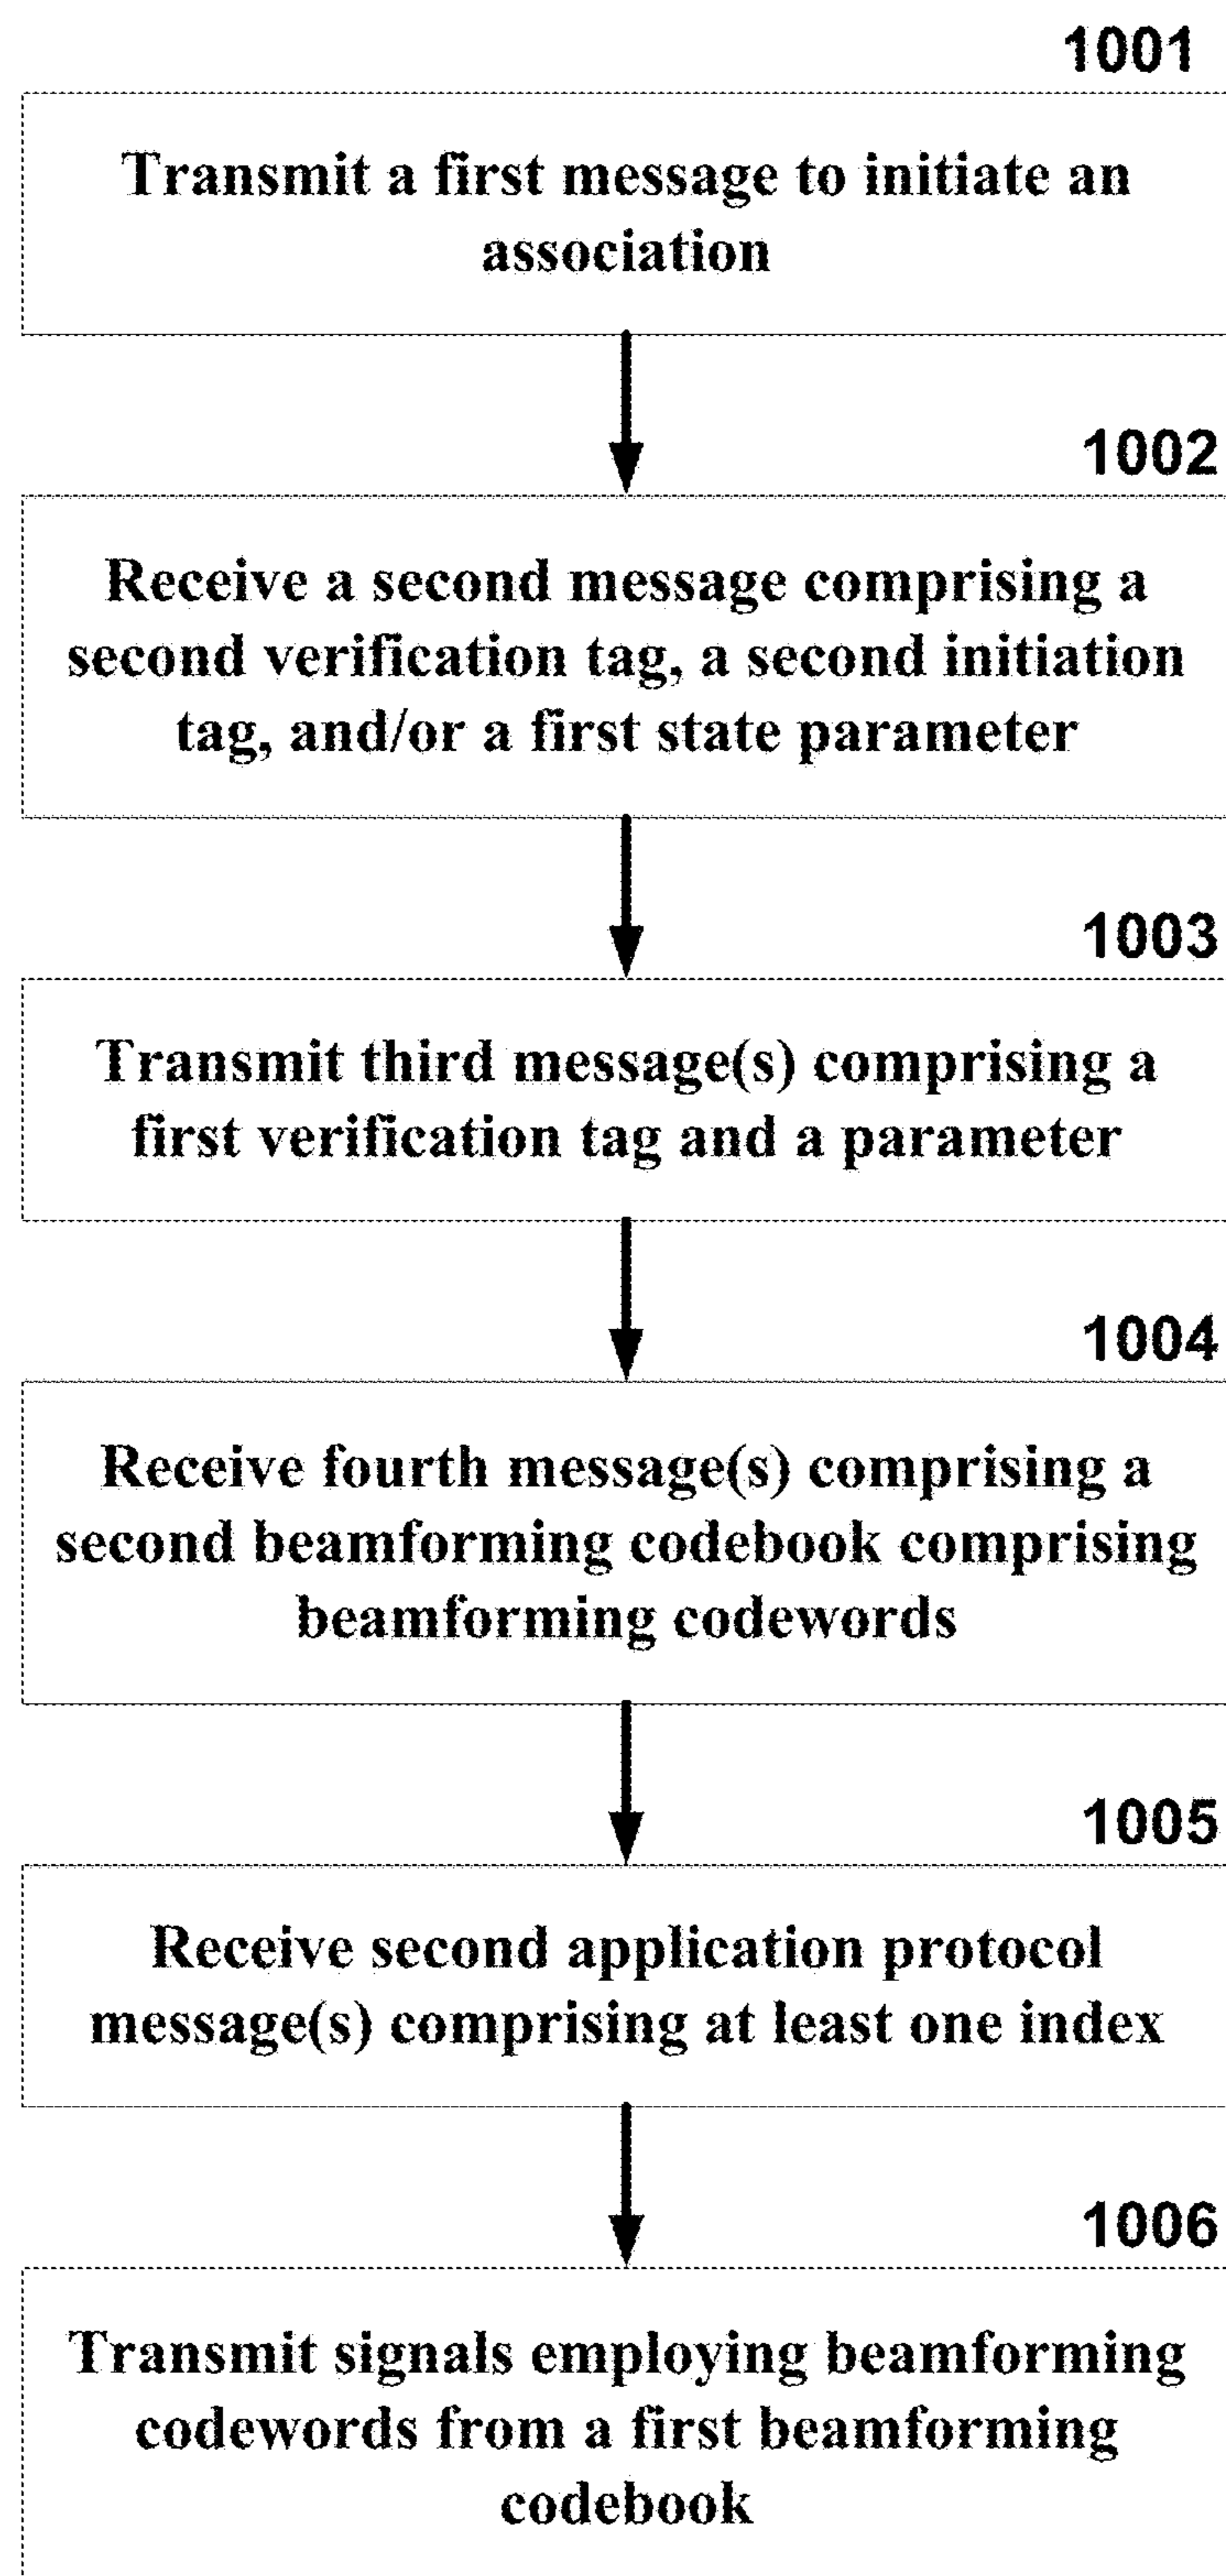 1001
Transmit a first message to initiate an
association
1002
Receive a second message comprising a
second verification tag, a second initiation
tag, and/or a first state parameter
1003
Transmit third message(s) comprising a
first verification tag and a parameter
1004
Receive fourth message(s) comprising a
second beamforming codebook comprising
beamforming codewords
1005
Receive second application protocol
message(s) comprising at least one index
1006
Transmit signals employing beamforming
codewords from a first beamforming
codebook